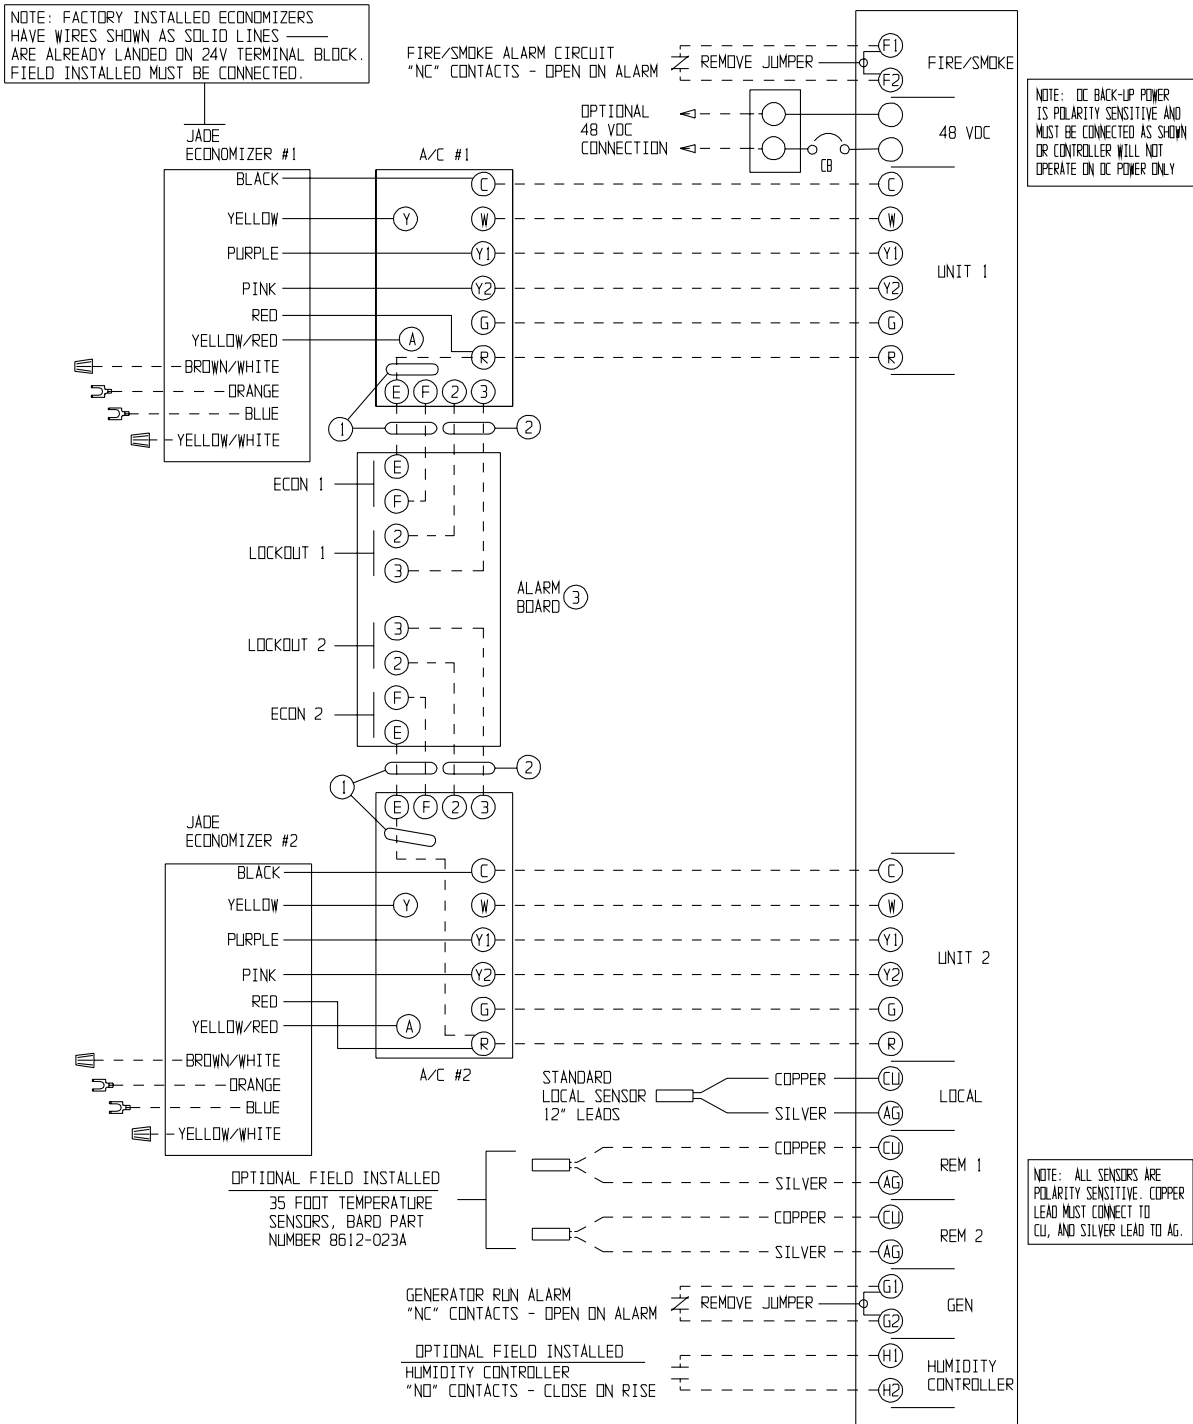 NOTE: FACTORY INSTALLED ECONOMIZERS
HAVE WIRES SHOWN AS SOLID LINES
ARE ALREADY LANDED ON 24V TERMINAL BLOCK.
FIELD INSTALLED MUST BE CONNECTED.
FIRE/SMOKE ALARM CIRCUIT
"NC" CONTACTS - OPEN ON ALARM
REMOVE JUMPER
F1
F2
FIRE/SMOKE
OPTIONAL
48 VDC
CONNECTION
CB
48 VDC
NOTE: DC BACK-UP POWER
IS POLARITY SENSITIVE AND
MUST BE CONNECTED AS SHOWN
OR CONTROLLER WILL NOT
OPERATE ON DC POWER ONLY
JADE
ECONOMIZER #1
A/C #1
BLACK
C
C
YELLOW
Y
W
W
PURPLE
Y1
Y1
UNIT 1
PINK
Y2
Y2
RED
G
G
YELLOW/RED
A
R
R
BROWN/WHITE
ORANGE
E
F
2
3
BLUE
1
2
YELLOW/WHITE
ECON 1
E
F
LOCKOUT 1
2
3
ALARM
BOARD
3
LOCKOUT 2
3
2
ECON 2
F
E
1
2
E
F
2
3
JADE
ECONOMIZER #2
BLACK
C
C
YELLOW
Y
W
W
PURPLE
Y1
Y1
UNIT 2
PINK
Y2
Y2
RED
G
G
YELLOW/RED
A
R
R
BROWN/WHITE
ORANGE
BLUE
YELLOW/WHITE
A/C #2
STANDARD
LOCAL SENSOR
12" LEADS
COPPER
CU
SILVER
AG
LOCAL
OPTIONAL FIELD INSTALLED
35 FOOT TEMPERATURE
SENSORS, BARD PART
NUMBER 8612-023A
COPPER
CU
SILVER
AG
REM 1
COPPER
CU
SILVER
AG
REM 2
NOTE: ALL SENSORS ARE
POLARITY SENSITIVE. COPPER
LEAD MUST CONNECT TO
CU, AND SILVER LEAD TO AG.
GENERATOR RUN ALARM
"NC" CONTACTS - OPEN ON ALARM
REMOVE JUMPER
G1
G2
GEN
OPTIONAL FIELD INSTALLED
HUMIDITY CONTROLLER
"NO" CONTACTS - CLOSE ON RISE
H1
H2
HUMIDITY
CONTROLLER